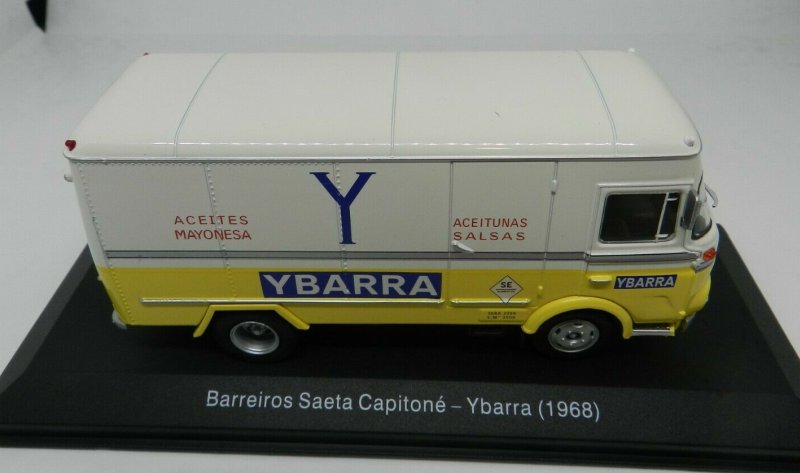 Y
ACEITES
MAYONESA
ACEITUNAS
SALSAS
YBARRA
SE
YBARRA
Barreiros Saeta Capitoné – Ybarra (1968)